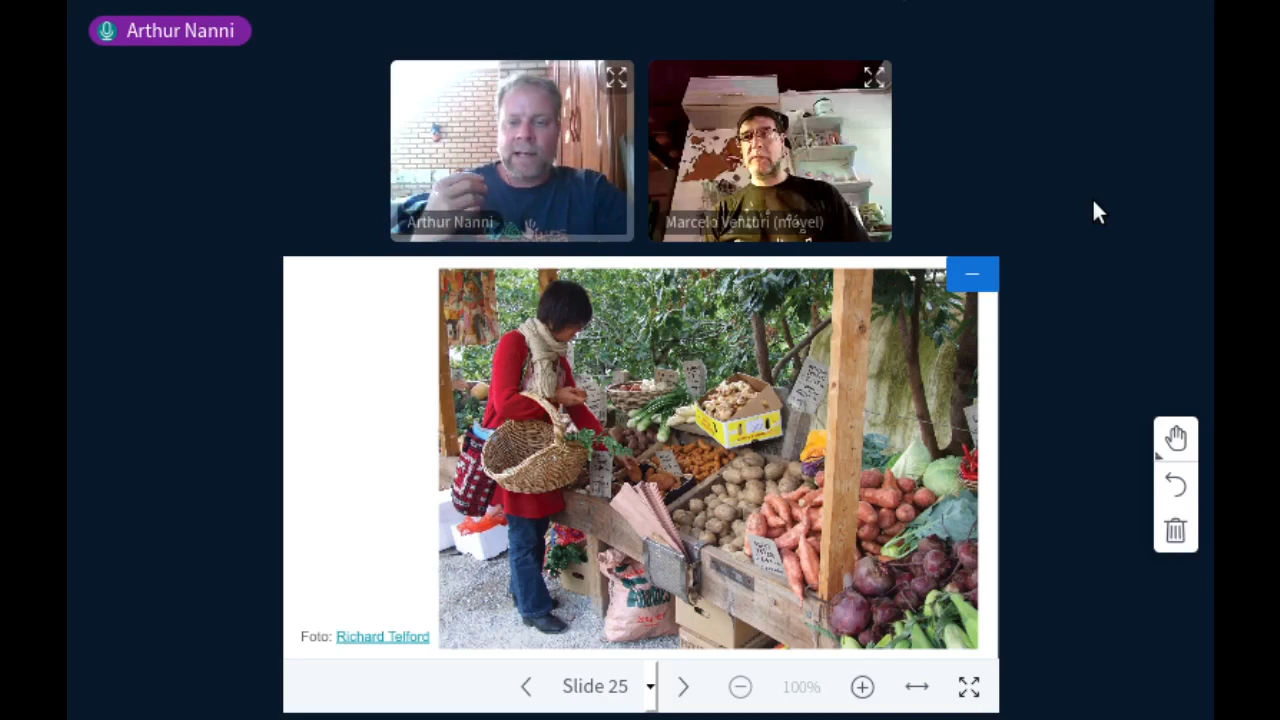 Arthur Nanni
Arthur Nanni
Marcelo Venturi (móvel)
Foto: Richard Telford
Slide 25
100%